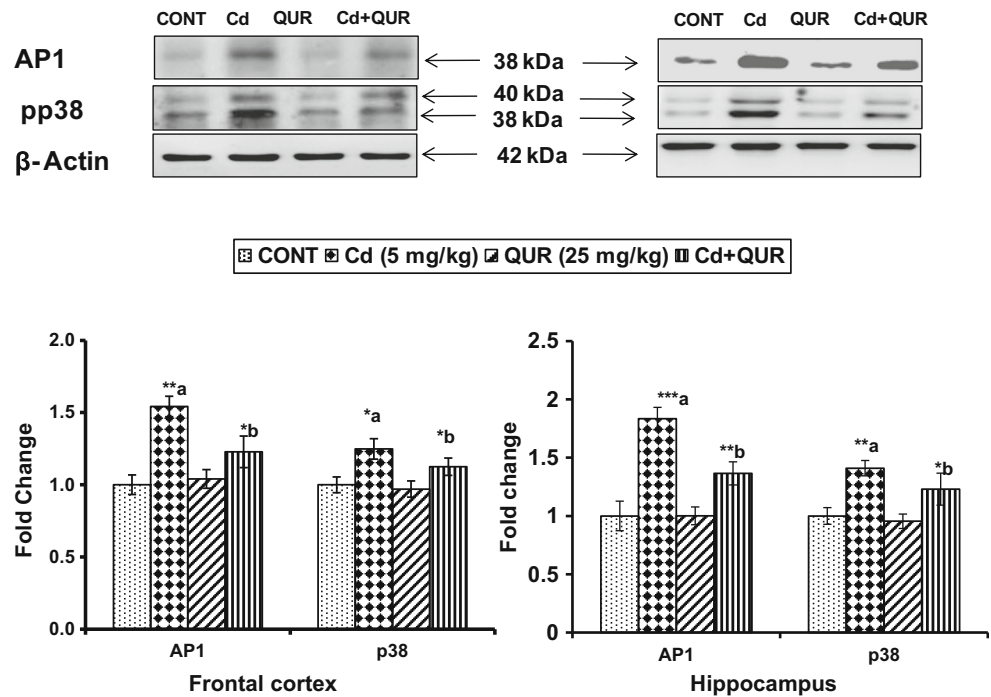 CONT Cd QUR Cd+QUR CONT Cd QUR Cd+QUR
AP1 38 kDa
pp38 40 kDa
38 kDa
β-Actin 42 kDa
CONT Cd (5 mg/kg) QUR (25 mg/kg) Cd+QUR
Fold Change
2.0
1.5
1.0
0.5
0.0
**a
*b
*a
*b
AP1 p38
Frontal cortex
Fold change
2.5
2
1.5
1
0.5
0
***a
**b
**a
*b
AP1 p38
Hippocampus